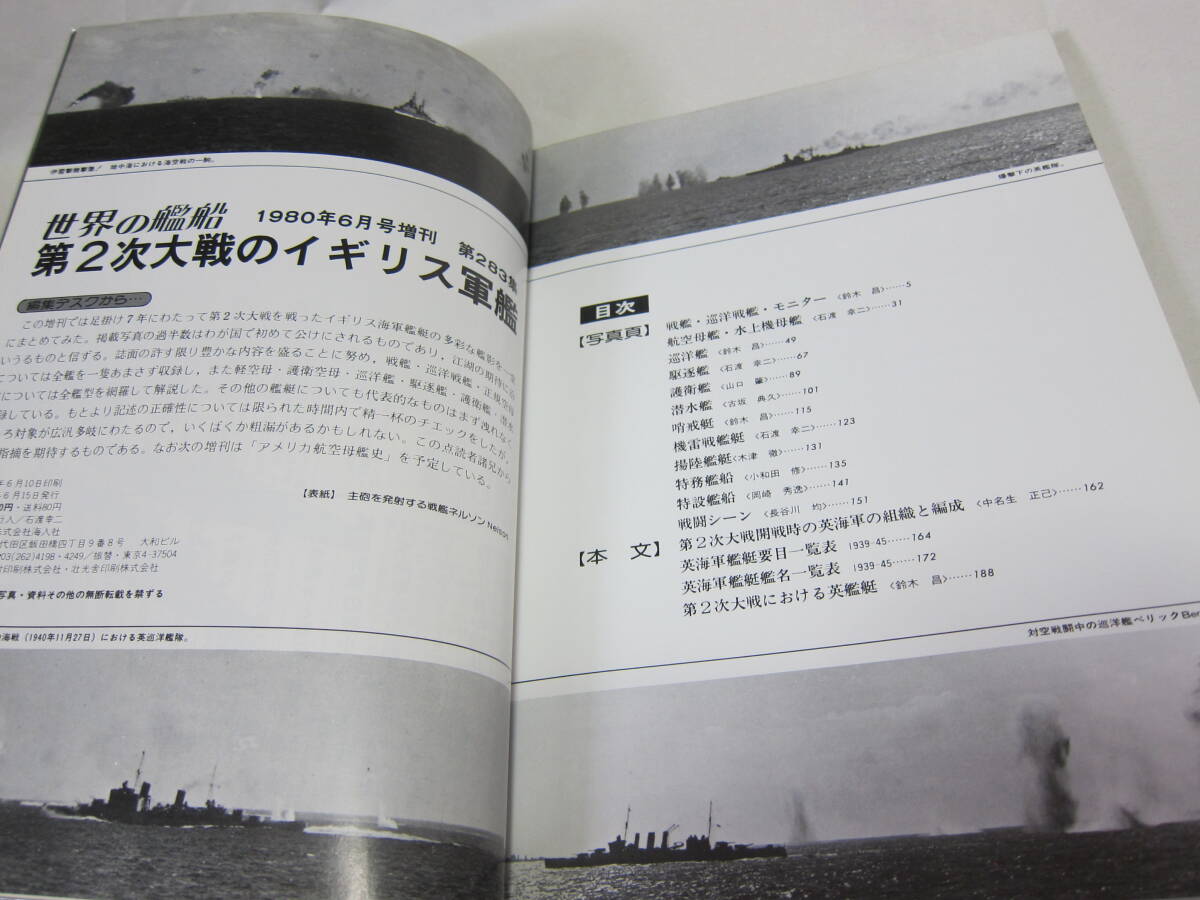 伊雷撃機撃墜! 地中海における海空戦の一齣。
世界の艦船 1980年6月号増刊 第283集
第2次大戦のイギリス軍艦
編集デスクから…
この増刊では足掛け7年にわたって第2次大戦を戦ったイギリス海軍艦艇の多彩な艦影を一堂
にまとめてみた。掲載写真の過半数はわが国で初めて公けにされるものであり,江湖の期待に沿
いうるものと信ずる。誌面の許す限り豊かな内容を盛ることに努め,戦艦・巡洋戦艦・正規空母
については全艦を一隻あまさず収録し,また軽空母・護衛空母・巡洋艦・駆逐艦・護衛艦・潜水
については全艦型を網羅して解説した。その他の艦艇についても代表的なものはまず洩れなく
録している。もとより記述の正確性については限られた時間内で精一杯のチェックをしたが,
ろ対象が広汎多岐にわたるので,いくばくか粗漏があるかもしれない。この点読者諸兄から
指摘を期待するものである。なお次の増刊は「アメリカ航空母艦史」を予定している。
年6月10日印刷
年6月15日発行
0円・送料80円
人/石渡幸二
株式会社海人社
代田区飯田橋四丁目9番8号 大和ビル
03(262)4198・4249/振替・東京4-37504
印刷株式会社・壮光舎印刷株式会社
写真・資料その他の無断転載を禁ずる
【表紙】 主砲を発射する戦艦ネルソン Nelson
海戦(1940年11月27日)における英巡洋艦隊。
爆撃下の英艦隊。
目次
【写真頁】 戦艦・巡洋戦艦・モニター〈鈴木 昌〉……5
航空母艦・水上機母艦〈石渡 幸二〉……31
巡洋艦〈鈴木 昌〉……49
駆逐艦〈石渡 幸二〉……67
護衛艦〈山口 肇〉……89
潜水艦〈古坂 典久〉……101
哨戒艇〈鈴木 昌〉……115
機雷戦艦艇〈石渡 幸二〉……123
揚陸艦艇〈木津 徹〉……131
特務艦船〈小和田 修〉……135
特設艦船〈岡崎 秀逸〉……141
戦闘シーン〈長谷川 均〉……151
【本 文】 第2次大戦開戦時の英海軍の組織と編成〈中名生 正己〉……162
英海軍艦艇要目一覧表 1939-45……164
英海軍艦艇艦名一覧表 1939-45……172
第2次大戦における英艦艇〈鈴木 昌〉……188
対空戦闘中の巡洋艦ベリックBer